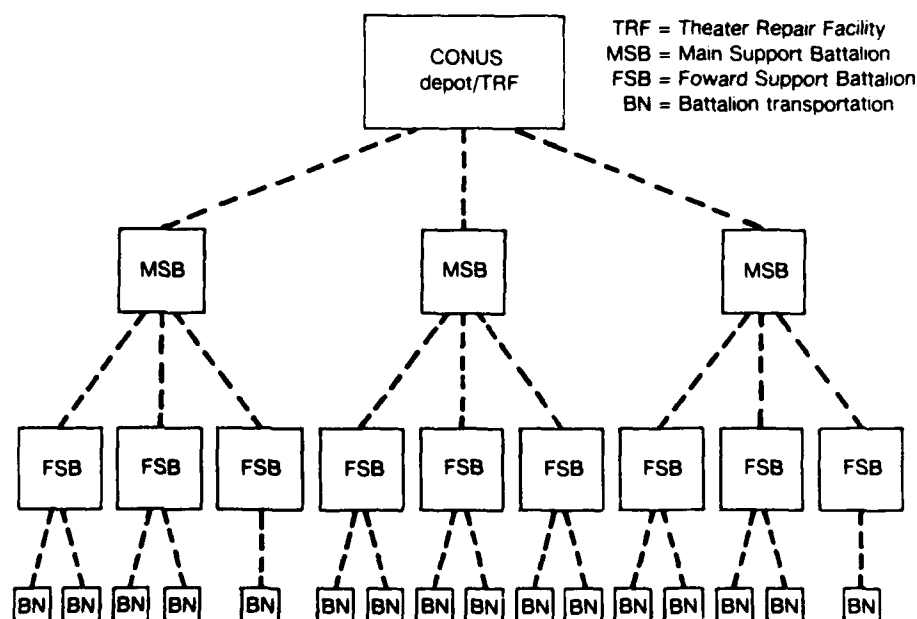 CONUS
depot/TRF
TRF = Theater Repair Facility
MSB = Main Support Battalion
FSB = Foward Support Battalion
BN = Battalion transportation
MSB MSB MSB
FSB FSB FSB FSB FSB FSB FSB FSB FSB
BN BN BN BN BN BN BN BN BN BN BN BN BN BN BN BN